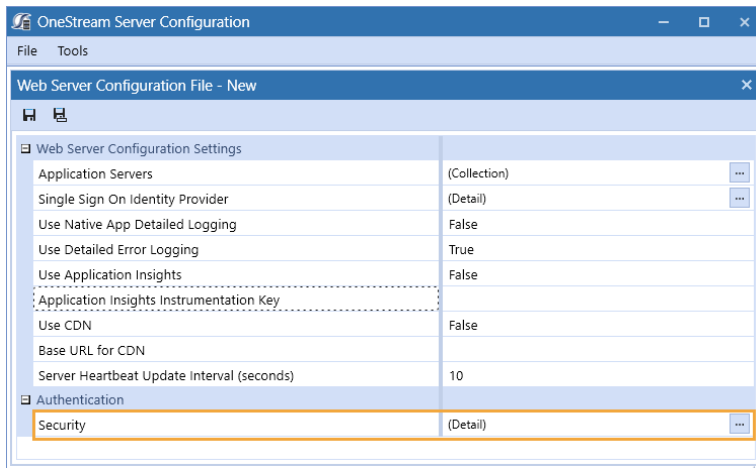 OneStream Server Configuration
File Tools
Web Server Configuration File - New
Web Server Configuration Settings
Application Servers (Collection) ...
Single Sign On Identity Provider (Detail) ...
Use Native App Detailed Logging False
Use Detailed Error Logging True
Use Application Insights False
Application Insights Instrumentation Key
Use CDN False
Base URL for CDN
Server Heartbeat Update Interval (seconds) 10
Authentication
Security (Detail) ...